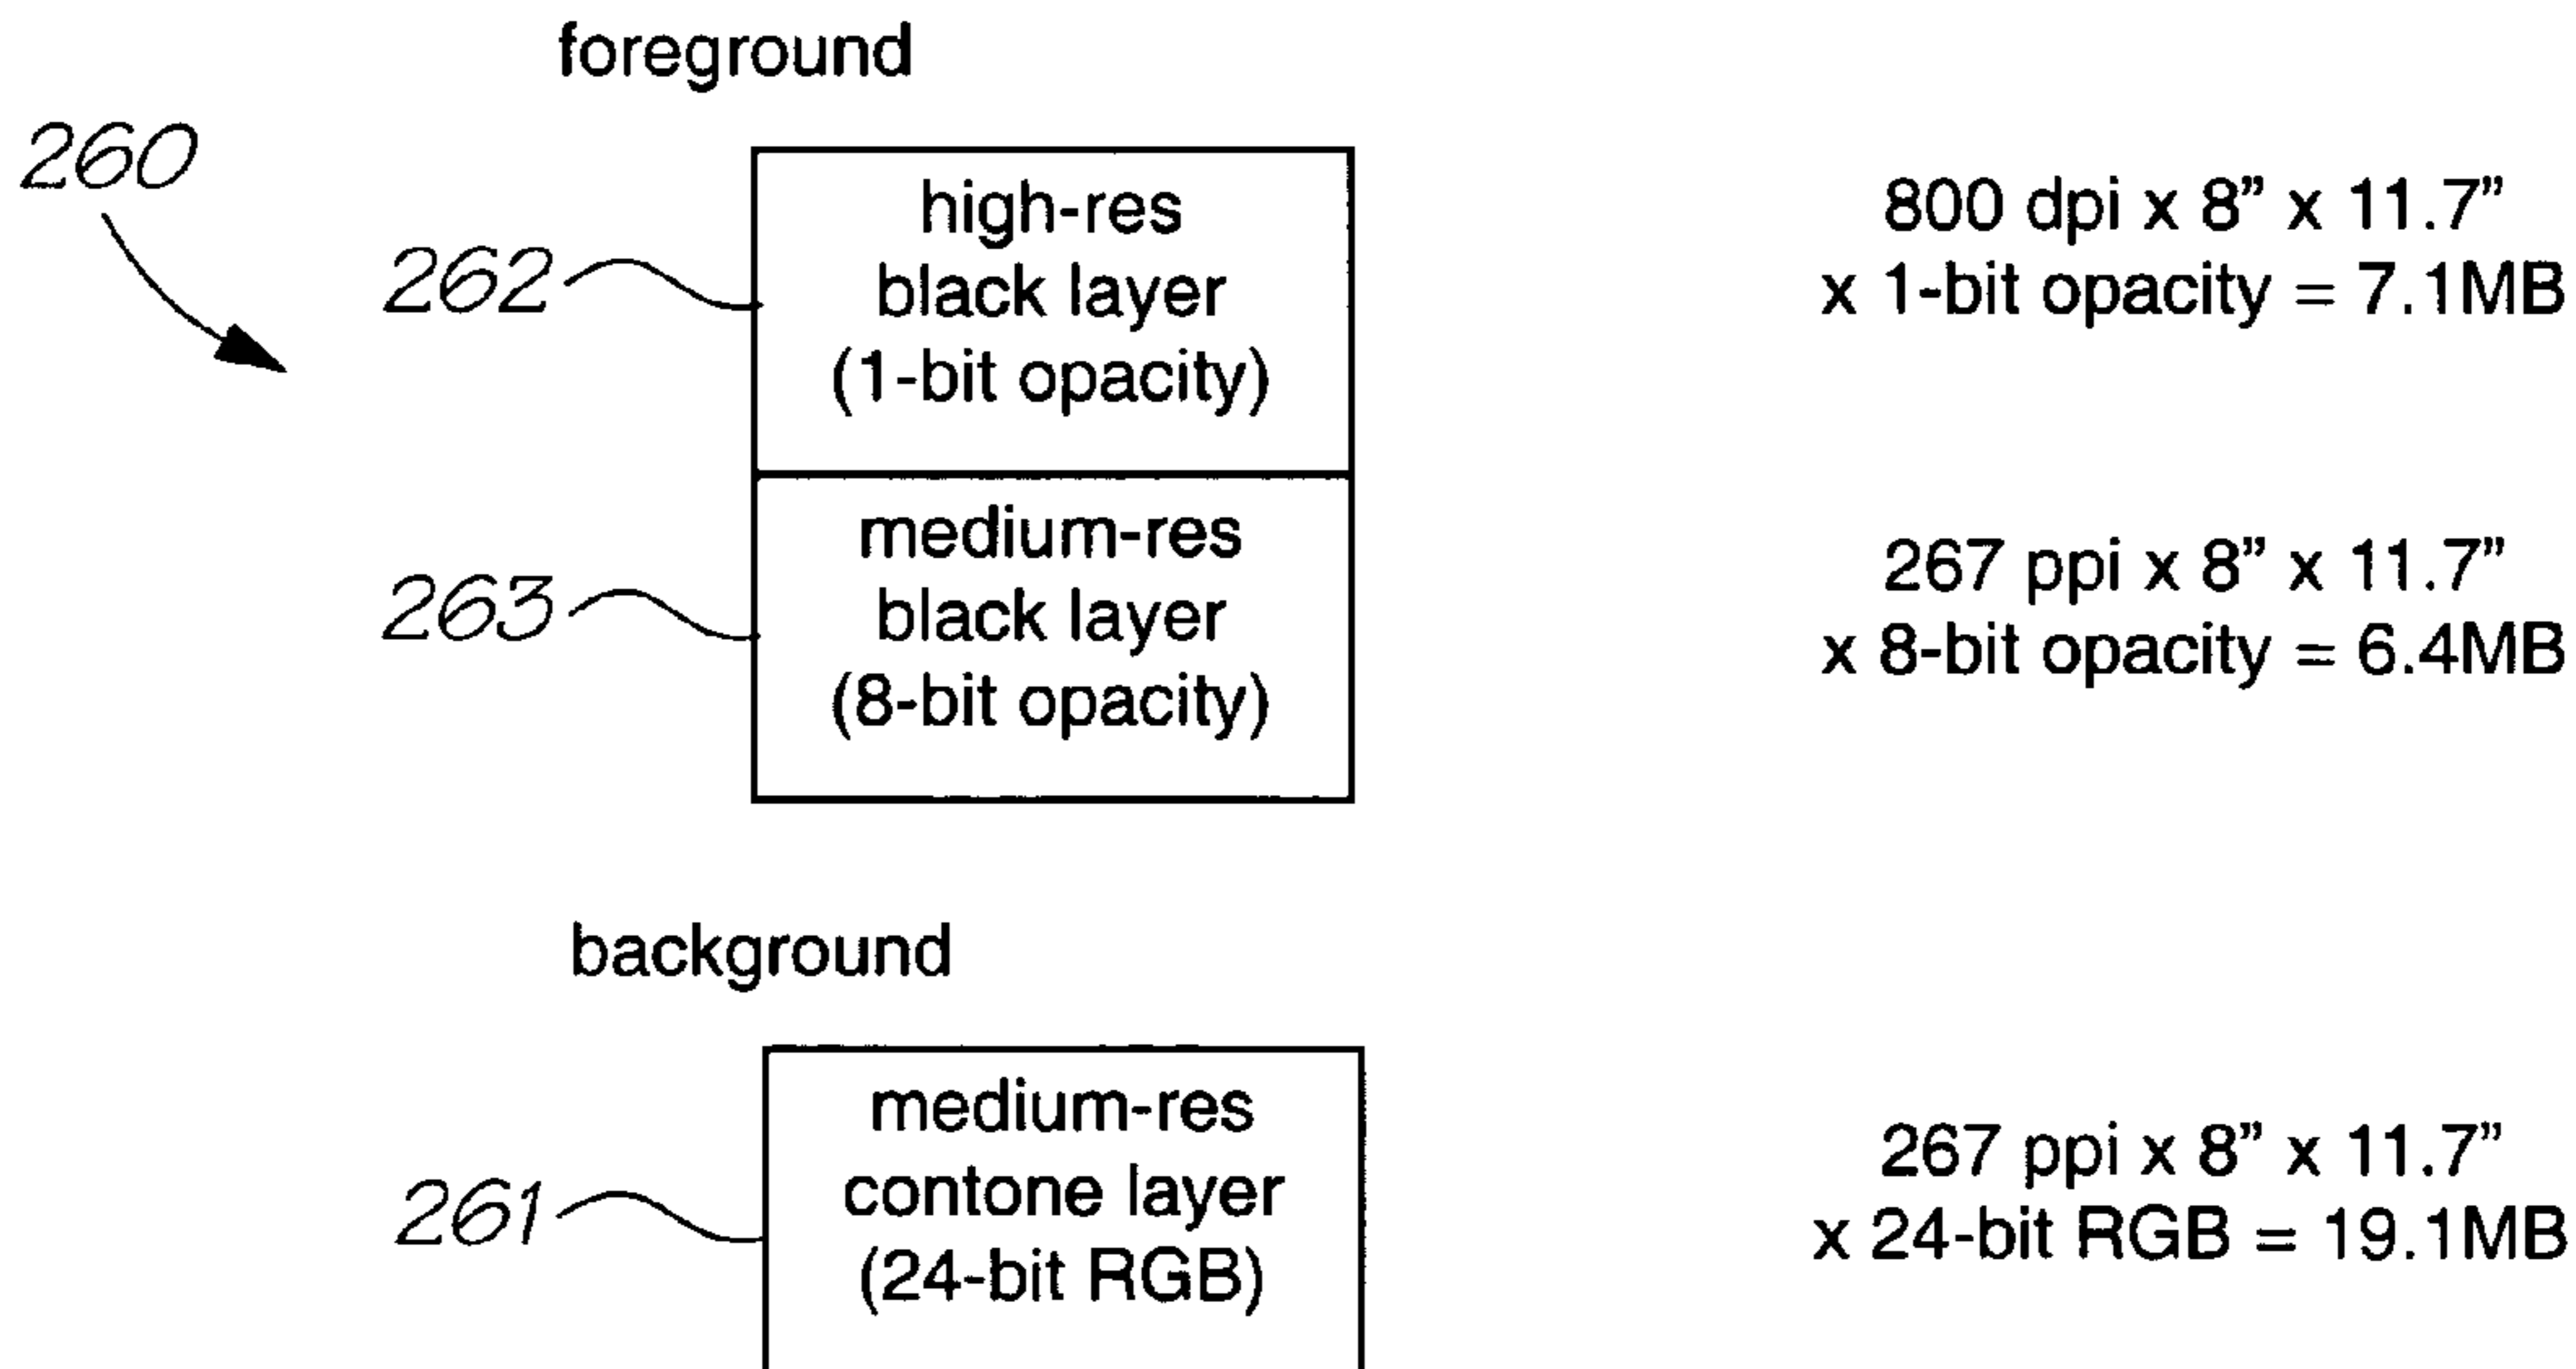 foreground
260
262
high-res
black layer
(1-bit opacity)
800 dpi x 8” x 11.7”
x 1-bit opacity = 7.1MB
263
medium-res
black layer
(8-bit opacity)
267 ppi x 8” x 11.7”
x 8-bit opacity = 6.4MB
background
261
medium-res
contone layer
(24-bit RGB)
267 ppi x 8” x 11.7”
x 24-bit RGB = 19.1MB